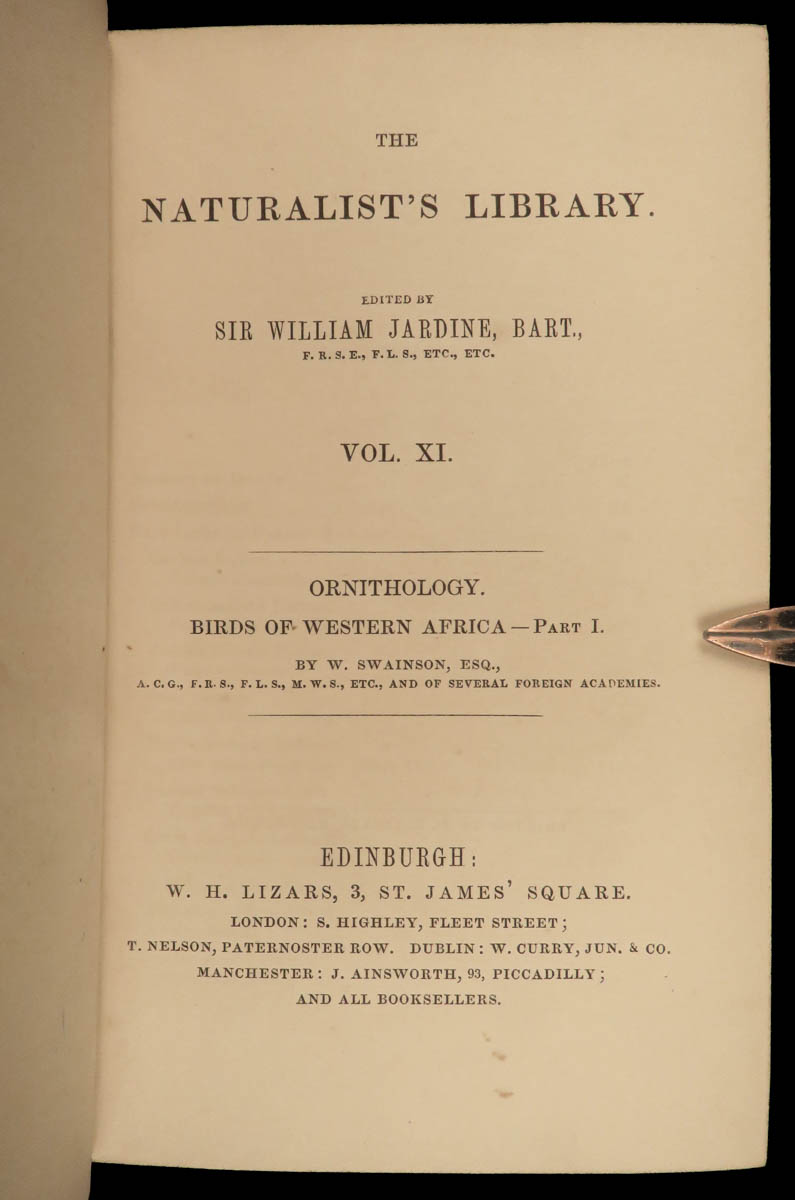 THE
NATURALIST'S LIBRARY.
EDITED BY
SIR WILLIAM JARDINE, BART.,
F. R. S. E., F. L. S., ETC., ETC.
VOL. XI.
ORNITHOLOGY.
BIRDS OF WESTERN AFRICA—PART I.
BY W. SWAINSON, ESQ.,
A. C. G., F. R. S., F. L. S., M. W. S., ETC., AND OF SEVERAL FOREIGN ACADEMIES.
EDINBURGH:
W. H. LIZARS, 3, ST. JAMES' SQUARE.
LONDON: S. HIGHLEY, FLEET STREET;
T. NELSON, PATERNOSTER ROW. DUBLIN: W. CURRY, JUN. & CO.
MANCHESTER: J. AINSWORTH, 93, PICCADILLY;
AND ALL BOOKSELLERS.